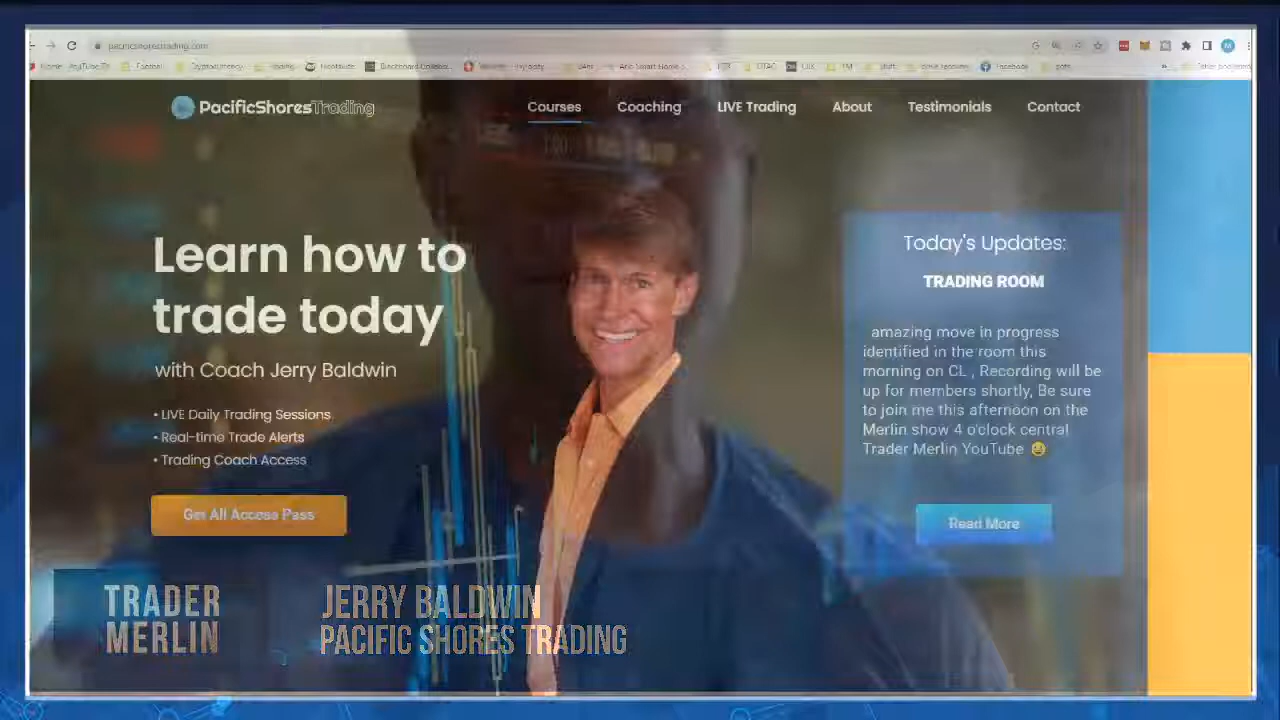 pacificshorestrading.com
Facebook
PacificShoresTrading
Courses Coaching LIVE Trading About Testimonials Contact
Learn how to
trade today
with Coach Jerry Baldwin
• LIVE Daily Trading Sessions
• Real-time Trade Alerts
• Trading Coach Access
Get All Access Pass
Today's Updates:
TRADING ROOM
amazing move in progress
identified in the room this
morning on CL , Recording will be
up for members shortly, Be sure
to join me this afternoon on the
Merlin show 4 o'clock central
Trader Merlin YouTube
Read More
TRADER
MERLIN
JERRY BALDWIN
PACIFIC SHORES TRADING